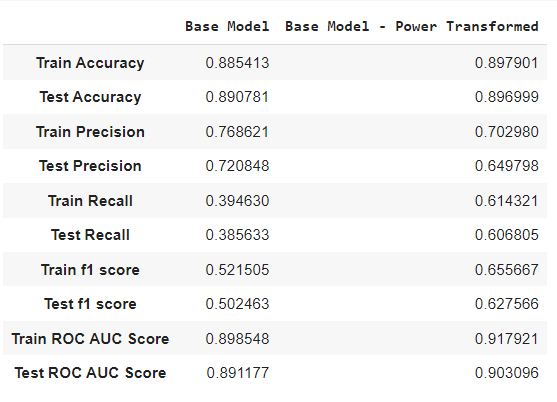 Base Model Base Model - Power Transformed
Train Accuracy 0.885413 0.897901
Test Accuracy 0.890781 0.896999
Train Precision 0.768621 0.702980
Test Precision 0.720848 0.649798
Train Recall 0.394630 0.614321
Test Recall 0.385633 0.606805
Train f1 score 0.521505 0.655667
Test f1 score 0.502463 0.627566
Train ROC AUC Score 0.898548 0.917921
Test ROC AUC Score 0.891177 0.903096